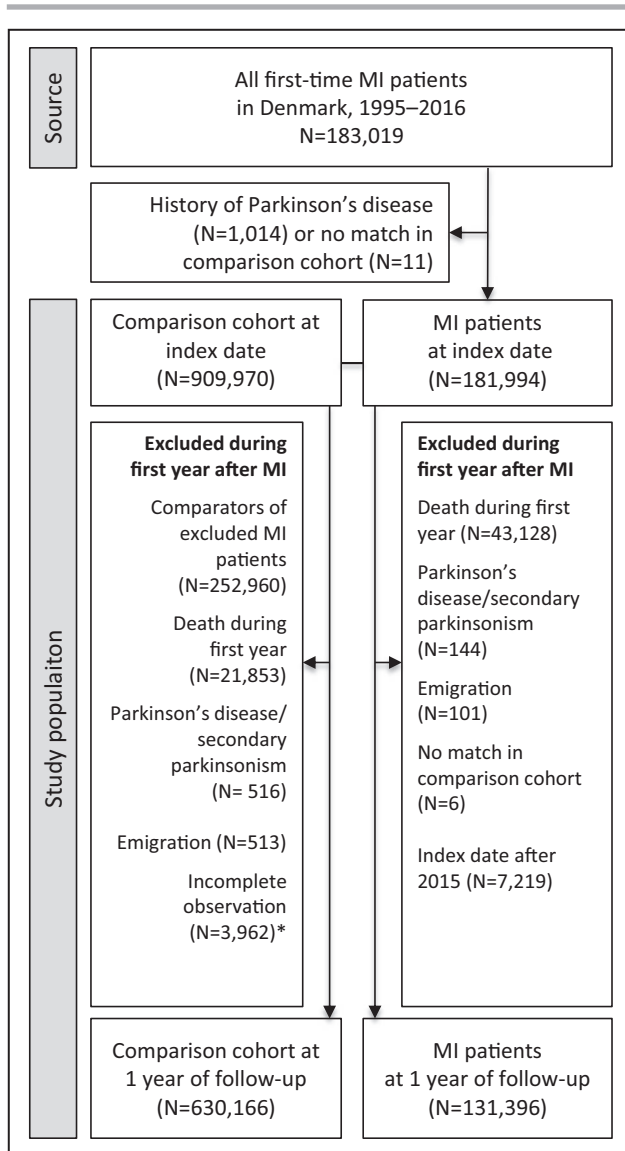 Source
All first-time MI patients
in Denmark, 1995–2016
N=183,019
History of Parkinson’s disease
(N=1,014) or no match in
comparison cohort (N=11)
Study populaiton
Comparison cohort at
index date
(N=909,970)
MI patients
at index date
(N=181,994)
Excluded during
first year after MI
Comparators of
excluded MI
patients
(N=252,960)
Death during
first year
(N=21,853)
Parkinson’s disease/
secondary
parkinsonism
(N= 516)
Emigration (N=513)
Incomplete
observation
(N=3,962)*
Excluded during
first year after MI
Death during first
year (N=43,128)
Parkinson’s
disease/secondary
parkinsonism
(N=144)
Emigration
(N=101)
No match in
comparison cohort
(N=6)
Index date after
2015 (N=7,219)
Comparison cohort at
1 year of follow-up
(N=630,166)
MI patients
at 1 year of follow-up
(N=131,396)